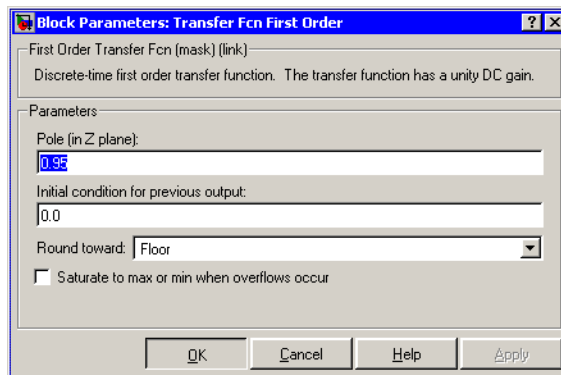 Block Parameters: Transfer Fcn First Order
First Order Transfer Fcn (mask) (link)
Discrete-time first order transfer function.  The transfer function has a unity DC gain.
Parameters
Pole (in Z plane):
0.95
Initial condition for previous output:
0.0
Round toward: Floor
Saturate to max or min when overflows occur
OK Cancel Help Apply